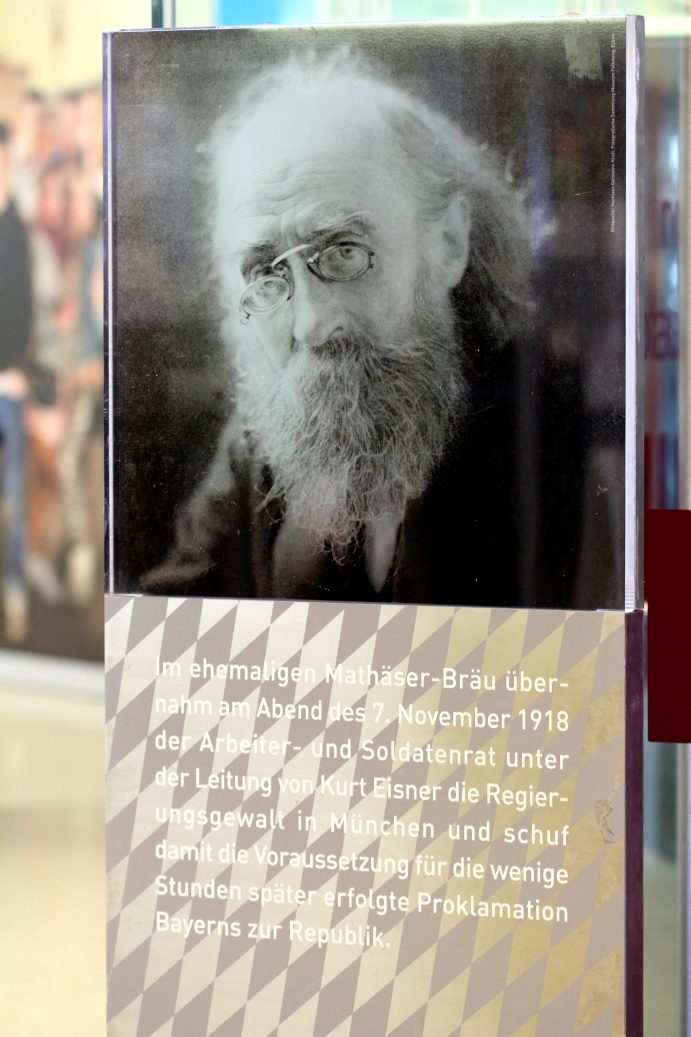 Im ehemaligen Mathäser-Bräu über-
nahm am Abend des 7. November 1918
der Arbeiter- und Soldatenrat unter
der Leitung von Kurt Eisner die Regier-
ungsgewalt in München und schuf
damit die Voraussetzung für die wenige
Stunden später erfolgte Proklamation
Bayerns zur Republik.